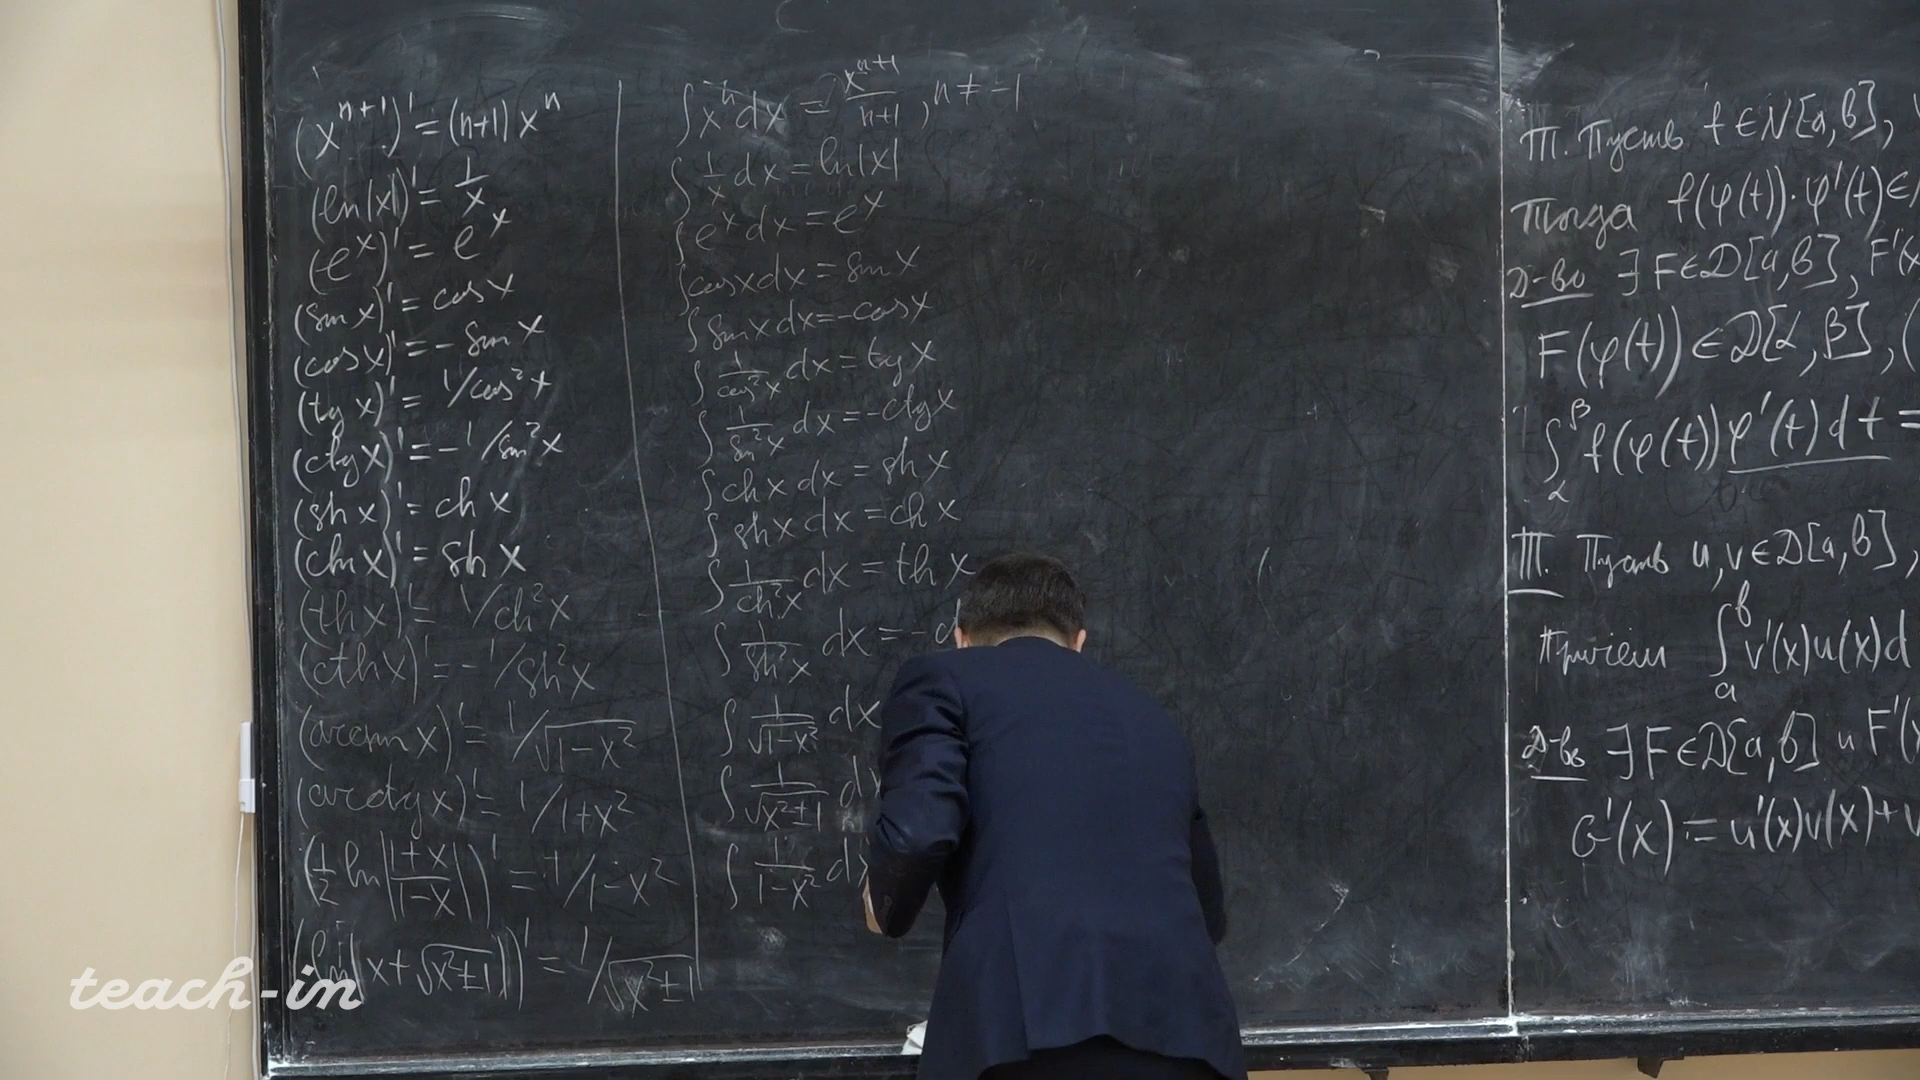 (x^{n+1})' = (n+1) x^n
(ln|x|)' = 1/x
(e^x)' = e^x
(sin x)' = cos x
(cos x)' = - sin x
(tg x)' = 1/cos²x
(ctg x)' = - 1/sin²x
(sh x)' = ch x
(ch x)' = sh x
(th x)' = 1/ch²x
(cth x)' = - 1/sh²x
(arcsin x)' = 1/√(1-x²)
(arctg x)' = 1/1+x²
(1/2 ln|(1+x)/(1-x)|)' = 1/1-x²
(ln|x+√(x²±1)|)' = 1/√(x²±1)
∫ x^n dx = x^{n+1}/(n+1), n ≠ -1
∫ 1/x dx = ln|x|
∫ e^x dx = e^x
∫ cos x dx = sin x
∫ sin x dx = -cos x
∫ 1/cos²x dx = tg x
∫ 1/sin²x dx = -ctg x
∫ ch x dx = sh x
∫ sh x dx = ch x
∫ 1/ch²x dx = th x
∫ 1/sh²x dx = -c
∫ 1/√(1-x²) dx
∫ 1/√(x²±1) dx
∫ 1/(1-x²) dx
Т. Пусть f ∈ N[a,b],
Тогда f(φ(t))·φ'(t) ∈
Д-во ∃ F ∈ D[a,b], F'(x
F(φ(t)) ∈ D[α,β], (
∫_α^β f(φ(t)) φ'(t) dt =
Т. Пусть u,v ∈ D[a,b],
Причём ∫_a^b v'(x)u(x)d
Д-во ∃ F ∈ D[a,b] и F'(x
G'(x) = u'(x)v(x)+v
teach-in